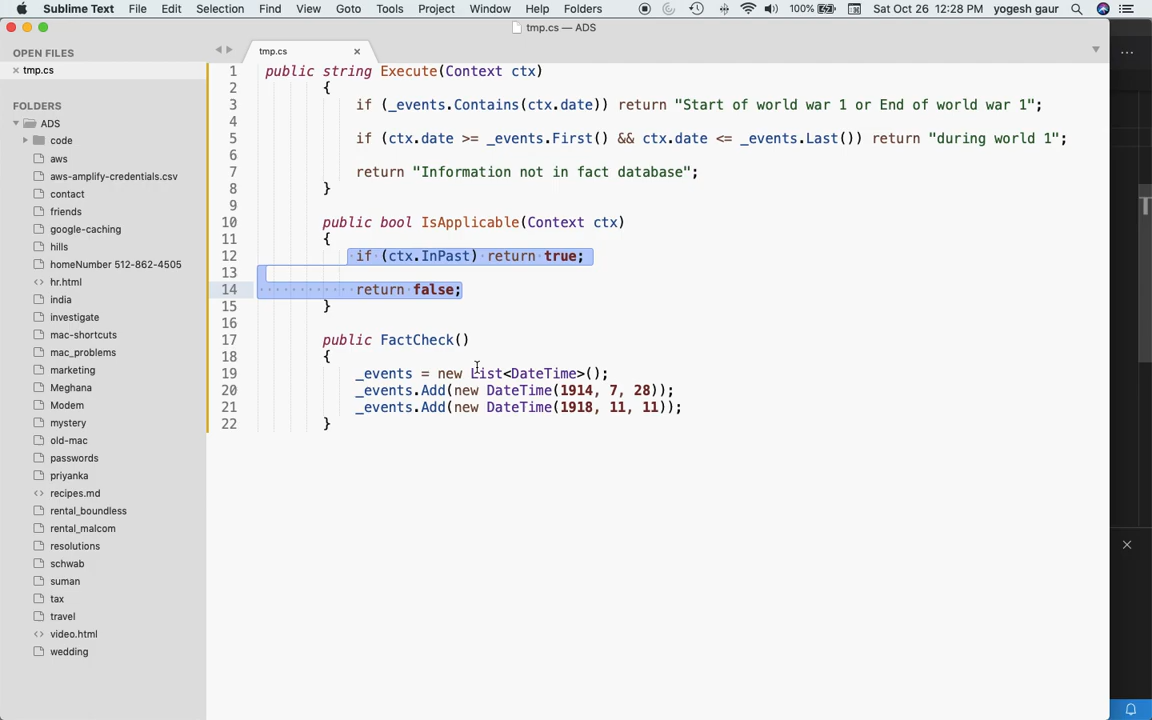 Sublime Text File Edit Selection Find View Goto Tools Project Window Help Folders 100% Sat Oct 26 12:28 PM yogesh gaur
tmp.cs — ADS
OPEN FILES
× tmp.cs
FOLDERS
ADS
code
aws
aws-amplify-credentials.csv
contact
friends
google-caching
hills
homeNumber 512-862-4505
<> hr.html
india
investigate
mac-shortcuts
mac_problems
marketing
Meghana
Modem
mystery
old-mac
passwords
priyanka
<> recipes.md
rental_boundless
rental_malcom
resolutions
schwab
suman
tax
travel
<> video.html
wedding
tmp.cs ×
1 public string Execute(Context ctx)
2 {
3 if (_events.Contains(ctx.date)) return "Start of world war 1 or End of world war 1";
4
5 if (ctx.date >= _events.First() && ctx.date <= _events.Last()) return "during world 1";
6
7 return "Information not in fact database";
8 }
9
10 public bool IsApplicable(Context ctx)
11 {
12 if (ctx.InPast) return true;
13
14 return false;
15 }
16
17 public FactCheck()
18 {
19 _events = new List<DateTime>();
20 _events.Add(new DateTime(1914, 7, 28));
21 _events.Add(new DateTime(1918, 11, 11));
22 }